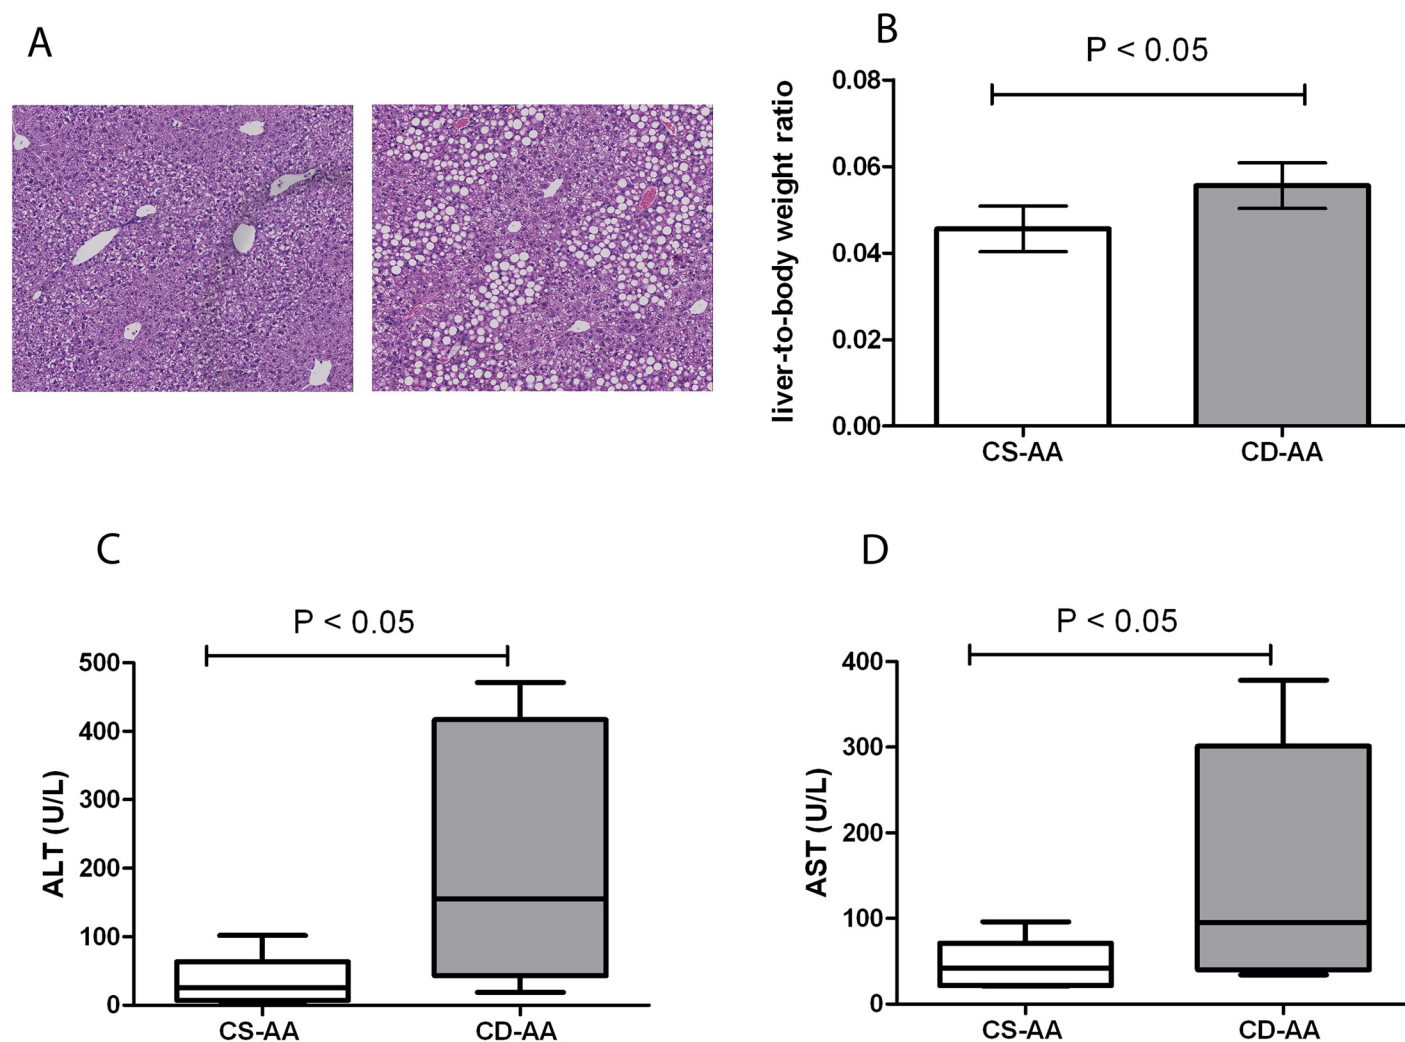 A
B
P < 0.05
0.08
0.06
0.04
0.02
0.00
liver-to-body weight ratio
CS-AA
CD-AA
C
P < 0.05
500
400
300
200
100
0
ALT (U/L)
CS-AA
CD-AA
D
P < 0.05
400
300
200
100
0
AST (U/L)
CS-AA
CD-AA